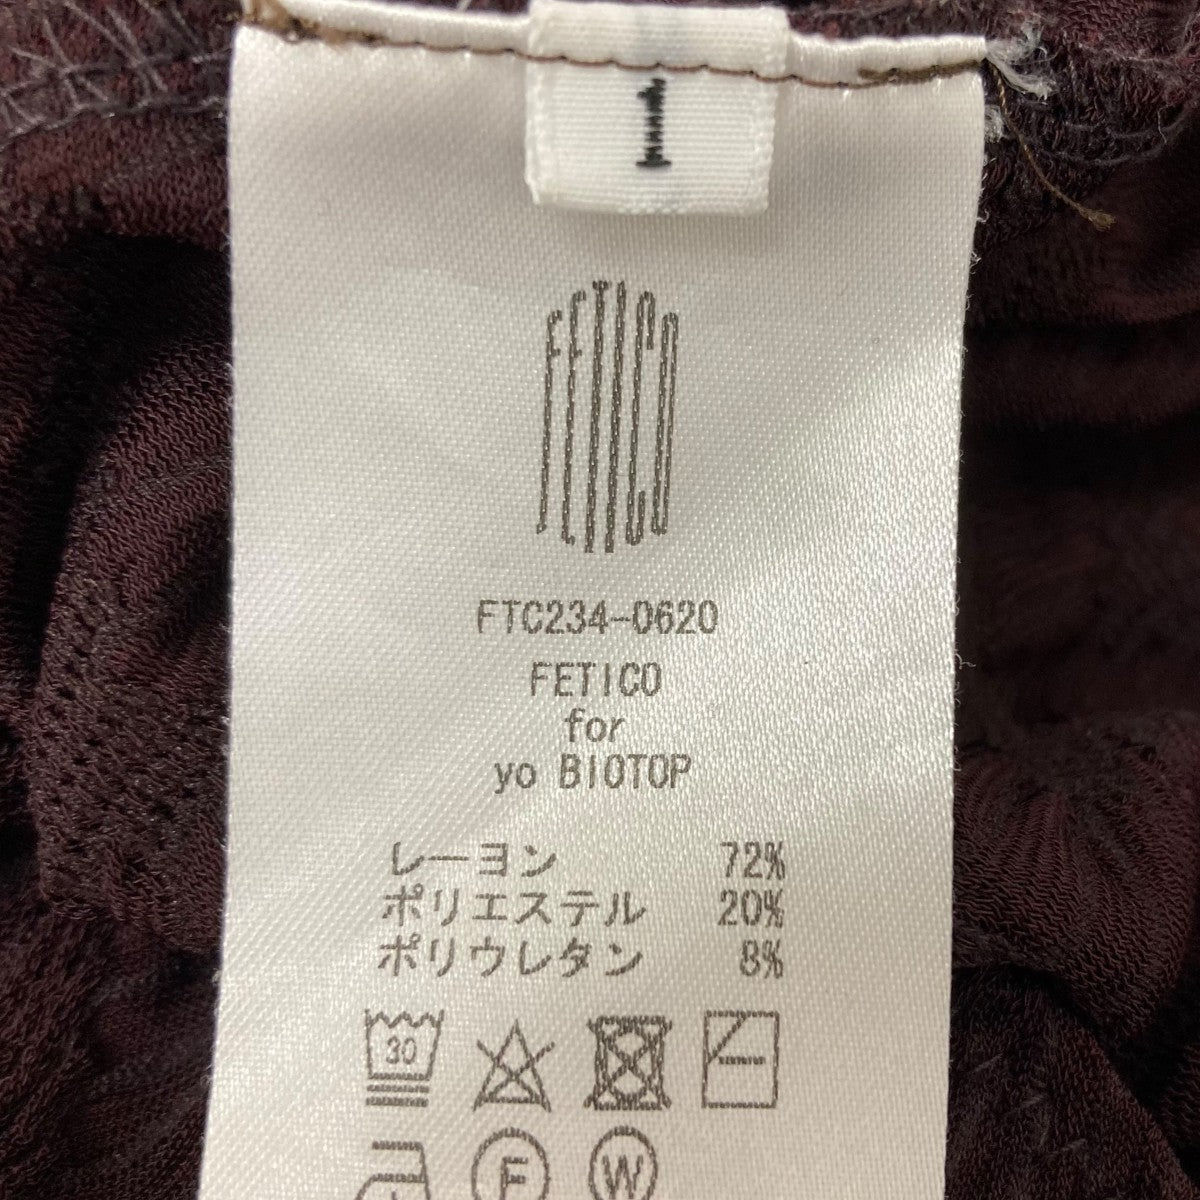 1
FETICO
FTC234-0620
FETICO
for
yo BIOTOP
レーヨン 72%
ポリエステル 20%
ポリウレタン 8%
30
F W